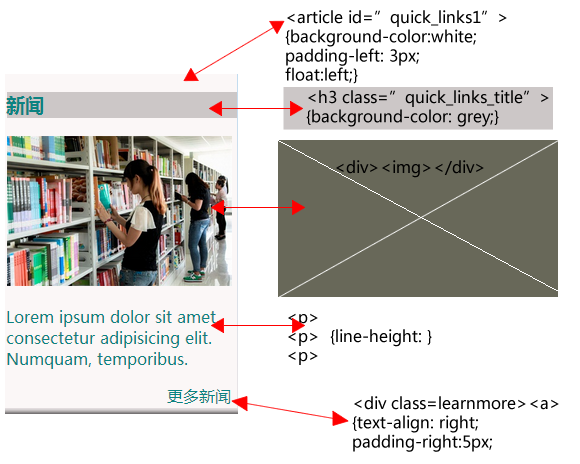 <article id=”quick_links1”>
{background-color:white;
padding-left: 3px;
float:left;}
新闻
<h3 class=”quick_links_title”>
{background-color: grey;}
<div><img></div>
Lorem ipsum dolor sit amet
consectetur adipisicing elit.
Numquam, temporibus.
<p>
<p> {line-height: }
<p>
更多新闻
<div class=learnmore><a>
{text-align: right;
padding-right:5px;